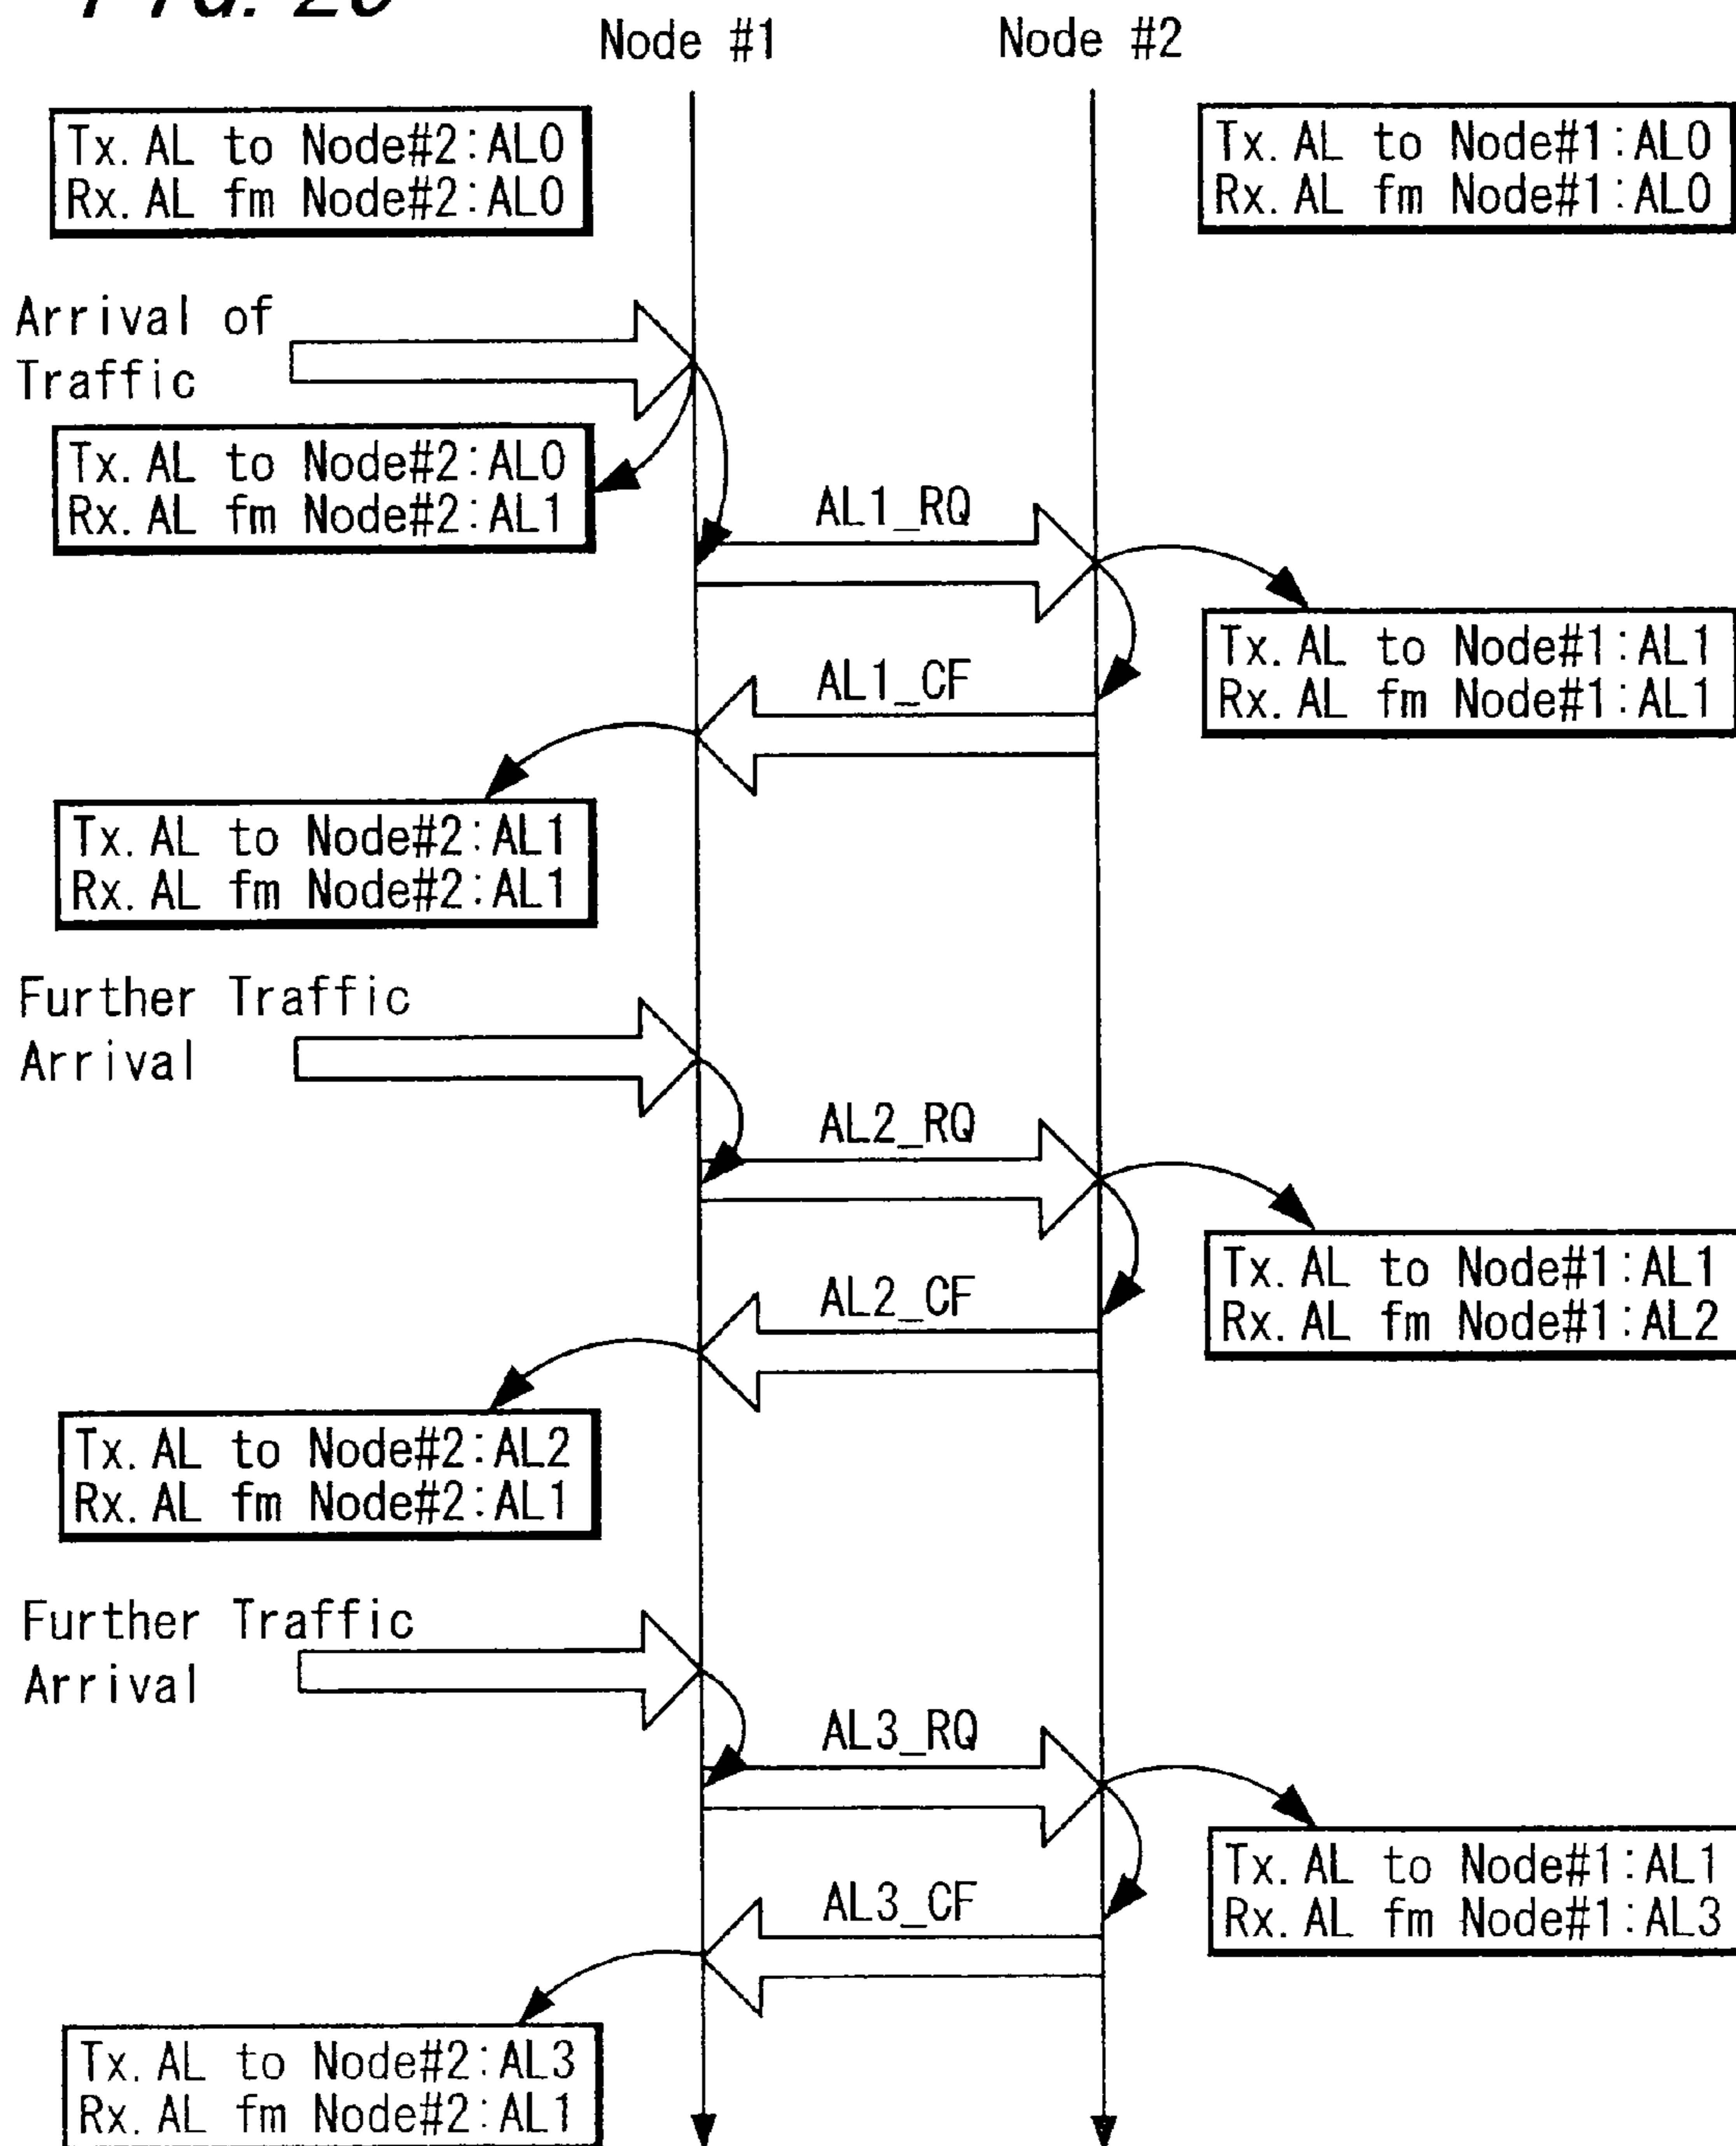 FIG. 20
Node #1
Node #2
Tx.AL to Node#2:AL0
Rx.AL fm Node#2:AL0
Tx.AL to Node#1:AL0
Rx.AL fm Node#1:AL0
Arrival of
Traffic
Tx.AL to Node#2:AL0
Rx.AL fm Node#2:AL1
AL1_RQ
Tx.AL to Node#1:AL1
Rx.AL fm Node#1:AL1
AL1_CF
Tx.AL to Node#2:AL1
Rx.AL fm Node#2:AL1
Further Traffic
Arrival
AL2_RQ
Tx.AL to Node#1:AL1
Rx.AL fm Node#1:AL2
AL2_CF
Tx.AL to Node#2:AL2
Rx.AL fm Node#2:AL1
Further Traffic
Arrival
AL3_RQ
Tx.AL to Node#1:AL1
Rx.AL fm Node#1:AL3
AL3_CF
Tx.AL to Node#2:AL3
Rx.AL fm Node#2:AL1